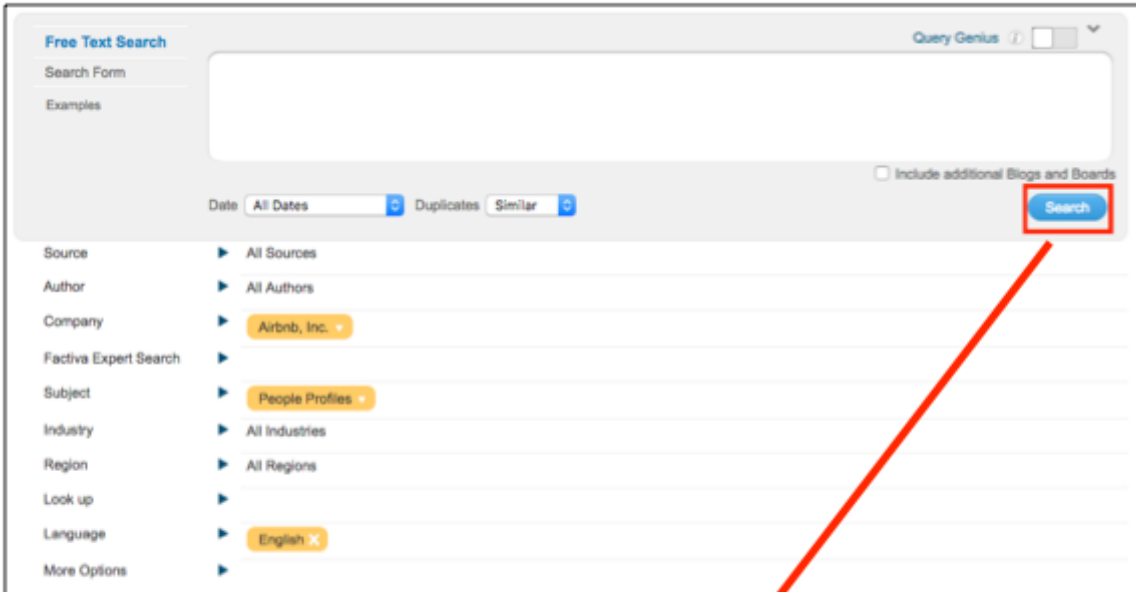 Free Text Search
Query Genius i
Search Form
Examples
Include additional Blogs and Boards
Date All Dates Duplicates Similar
Search
Source All Sources
Author All Authors
Company Airbnb, Inc.
Factiva Expert Search
Subject People Profiles
Industry All Industries
Region All Regions
Look up
Language English x
More Options